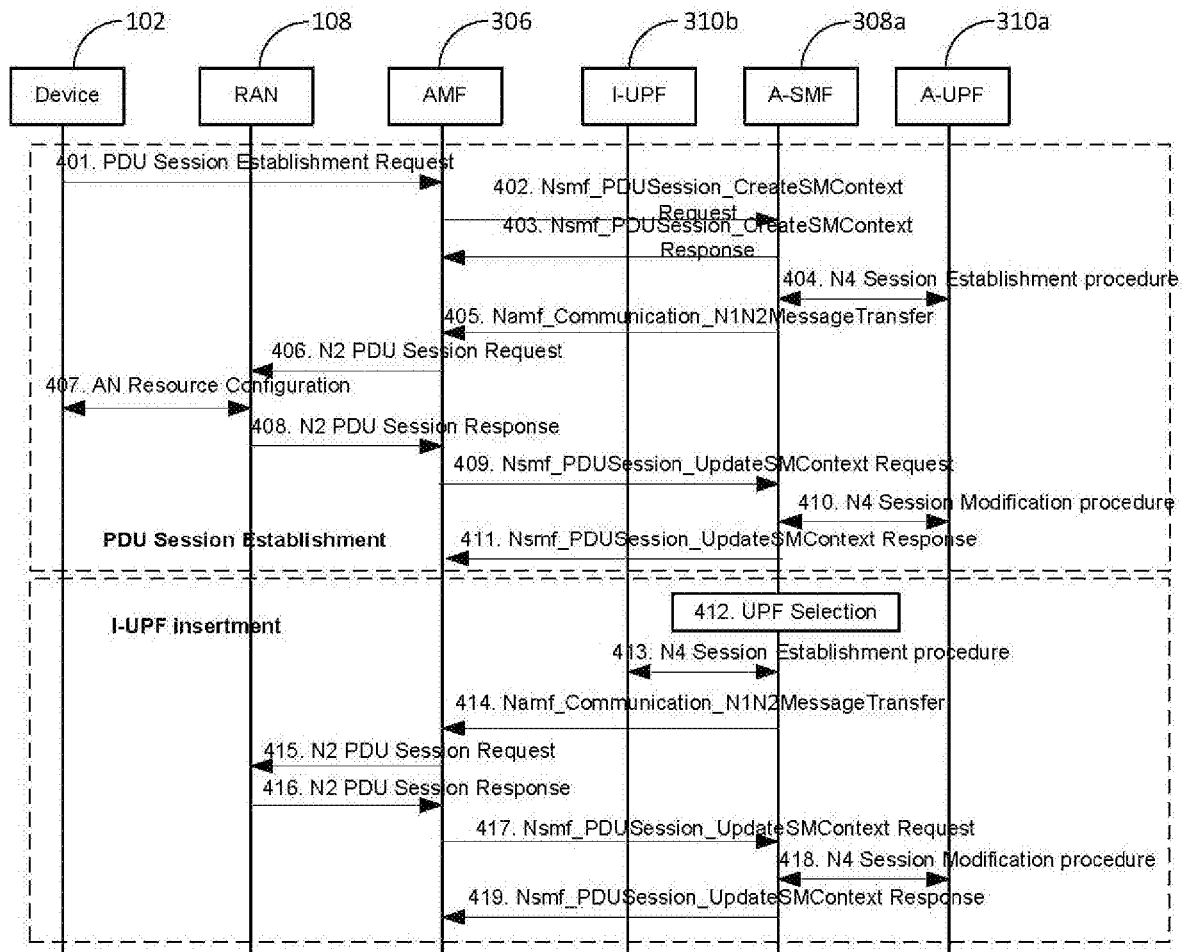 102 108 306 310b 308a 310a
Device RAN AMF I-UPF A-SMF A-UPF
401. PDU Session Establishment Request
402. Nsmf_PDUSession_CreateSMContext
Request
403. Nsmf_PDUSession_CreateSMContext
Response
404. N4 Session Establishment procedure
405. Namf_Communication_N1N2MessageTransfer
406. N2 PDU Session Request
407. AN Resource Configuration
408. N2 PDU Session Response
409. Nsmf_PDUSession_UpdateSMContext Request
410. N4 Session Modification procedure
PDU Session Establishment
411. Nsmf_PDUSession_UpdateSMContext Response
412. UPF Selection
I-UPF insertment
413. N4 Session Establishment procedure
414. Namf_Communication_N1N2MessageTransfer
415. N2 PDU Session Request
416. N2 PDU Session Response
417. Nsmf_PDUSession_UpdateSMContext Request
418. N4 Session Modification procedure
419. Nsmf_PDUSession_UpdateSMContext Response